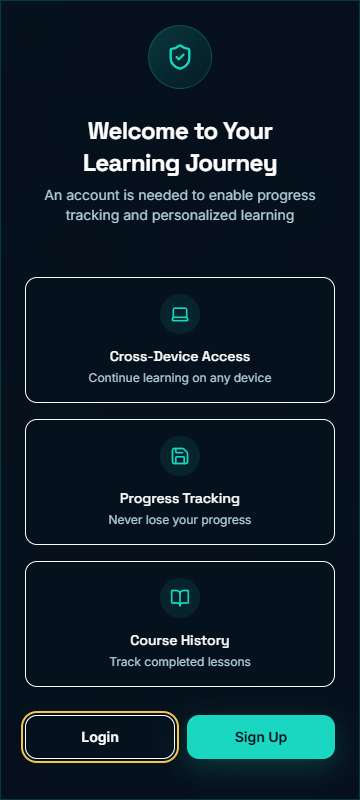 Welcome to Your
Learning Journey
An account is needed to enable progress
tracking and personalized learning
Cross-Device Access
Continue learning on any device
Progress Tracking
Never lose your progress
Course History
Track completed lessons
Login
Sign Up